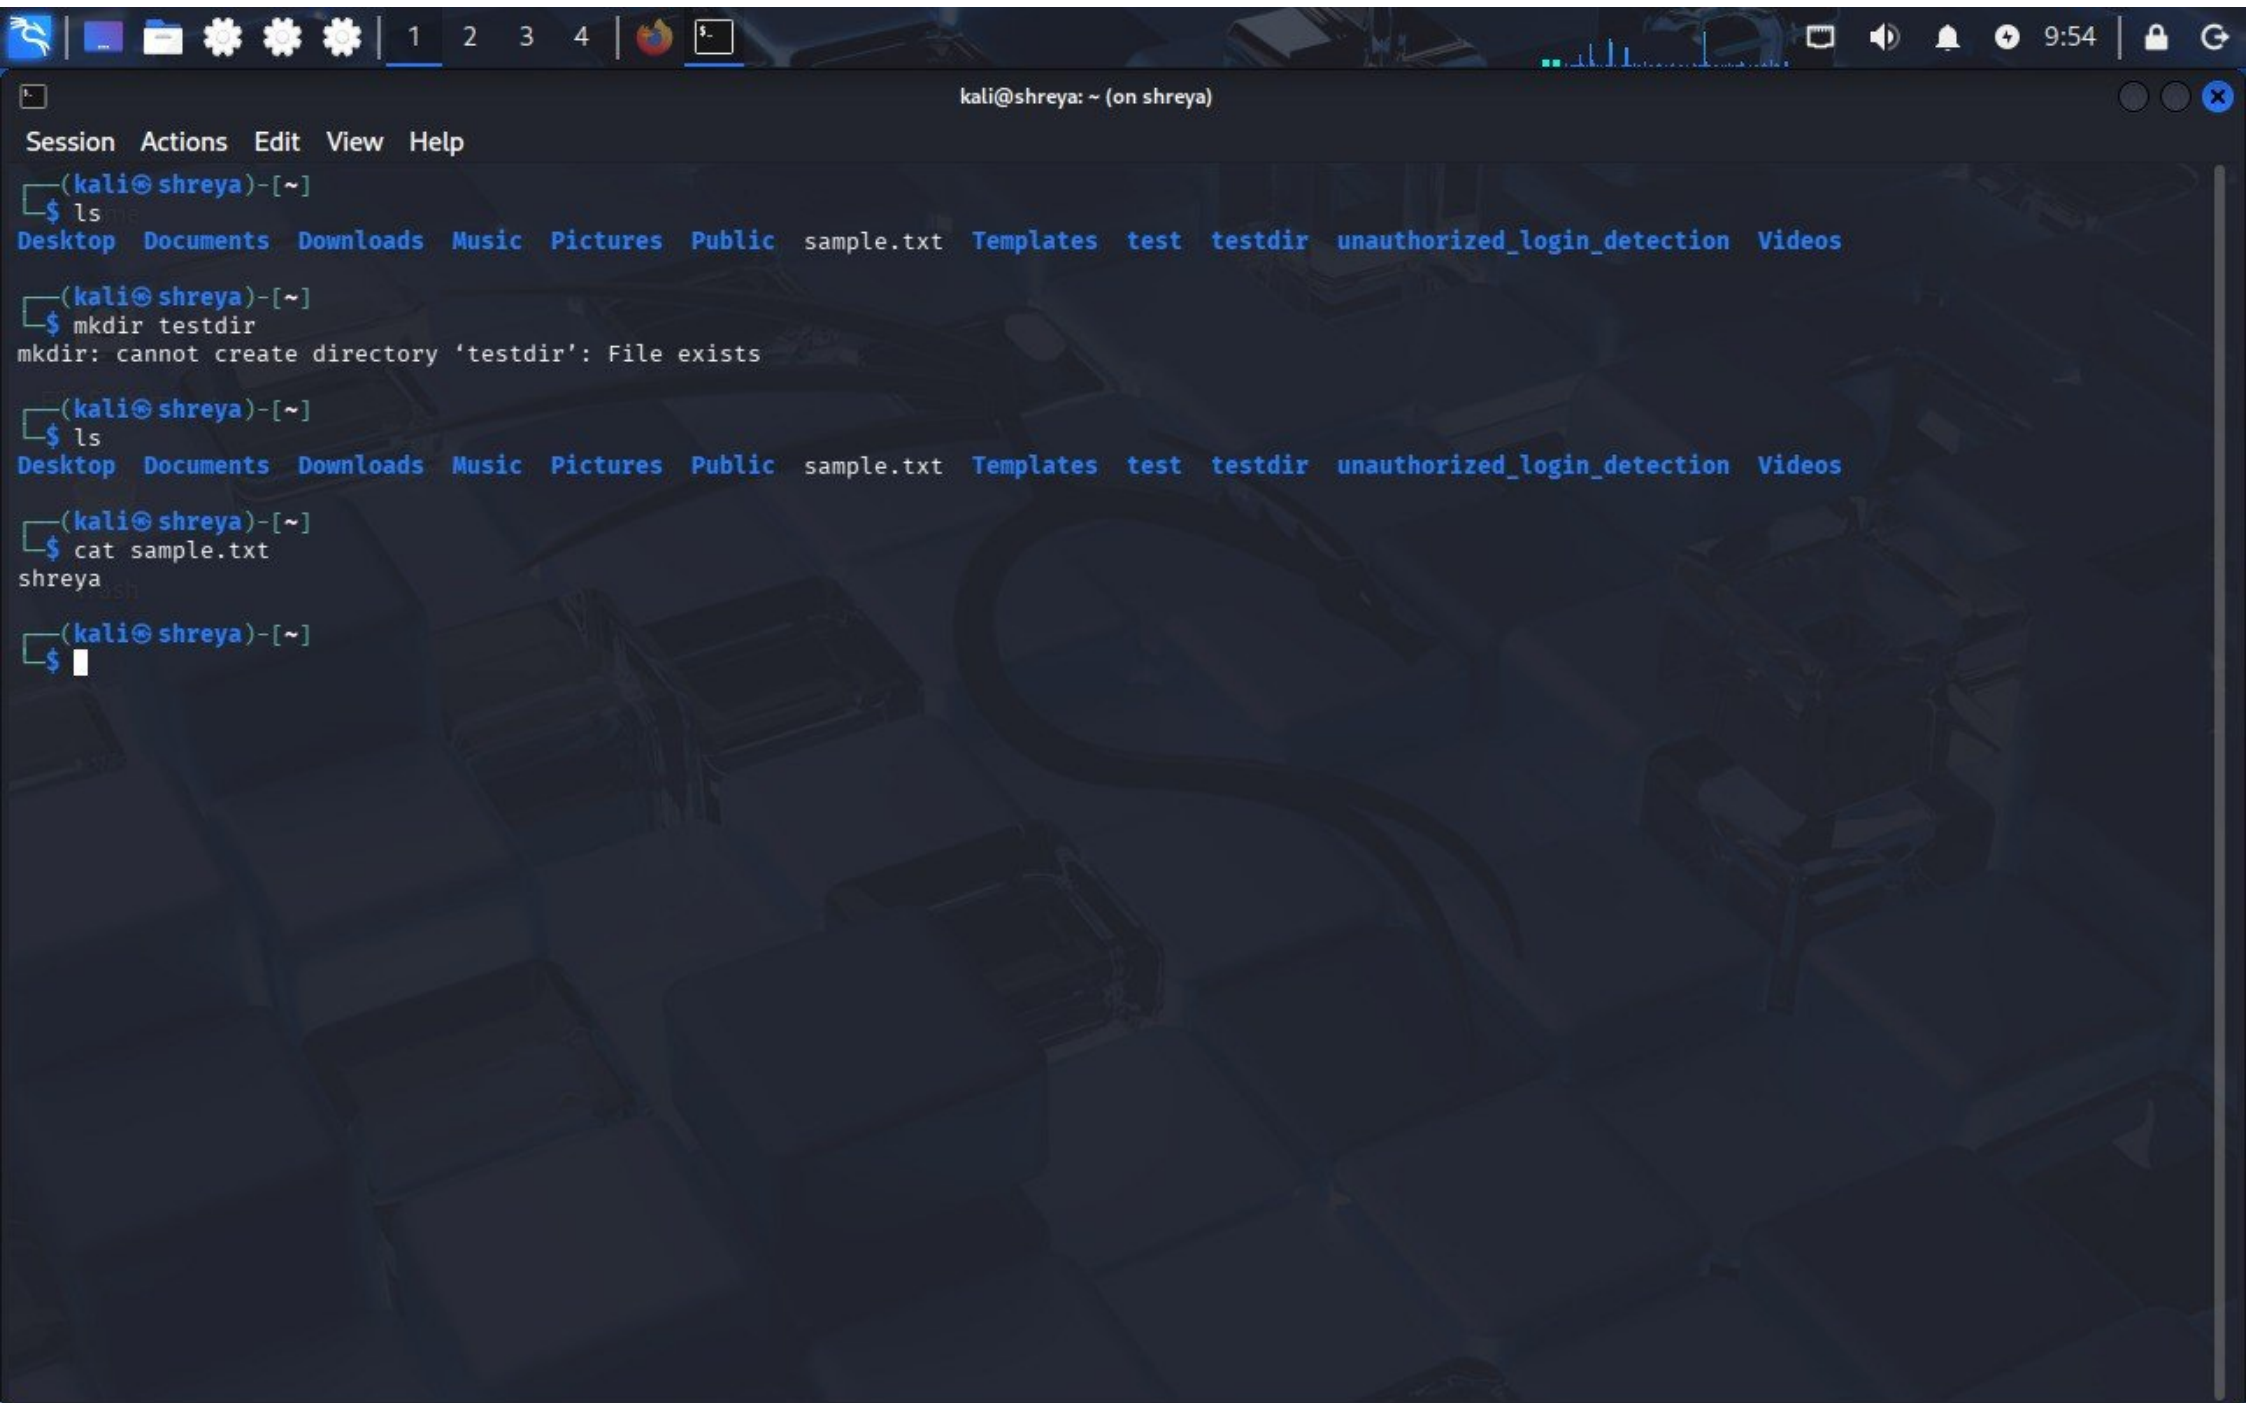 1 2 3 4 9:54
kali@shreya: ~ (on shreya)
Session Actions Edit View Help
┌──(kali㉿shreya)-[~]
└─$ ls
Desktop Documents Downloads Music Pictures Public sample.txt Templates test testdir unauthorized_login_detection Videos
┌──(kali㉿shreya)-[~]
└─$ mkdir testdir
mkdir: cannot create directory ‘testdir’: File exists
┌──(kali㉿shreya)-[~]
└─$ ls
Desktop Documents Downloads Music Pictures Public sample.txt Templates test testdir unauthorized_login_detection Videos
┌──(kali㉿shreya)-[~]
└─$ cat sample.txt
shreya
┌──(kali㉿shreya)-[~]
└─$